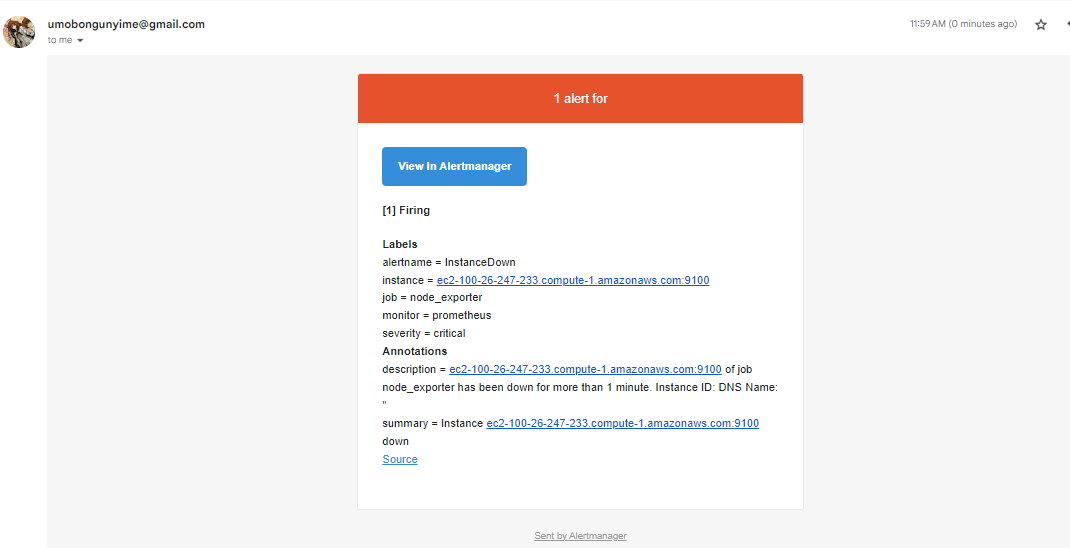 umobongunyime@gmail.com
11:59 AM (0 minutes ago)
to me
1 alert for
View In Alertmanager
[1] Firing
Labels
alertname = InstanceDown
instance = ec2-100-26-247-233.compute-1.amazonaws.com:9100
job = node_exporter
monitor = prometheus
severity = critical
Annotations
description = ec2-100-26-247-233.compute-1.amazonaws.com:9100 of job
node_exporter has been down for more than 1 minute. Instance ID: DNS Name:
"
summary = Instance ec2-100-26-247-233.compute-1.amazonaws.com:9100
down
Source
Sent by Alertmanager